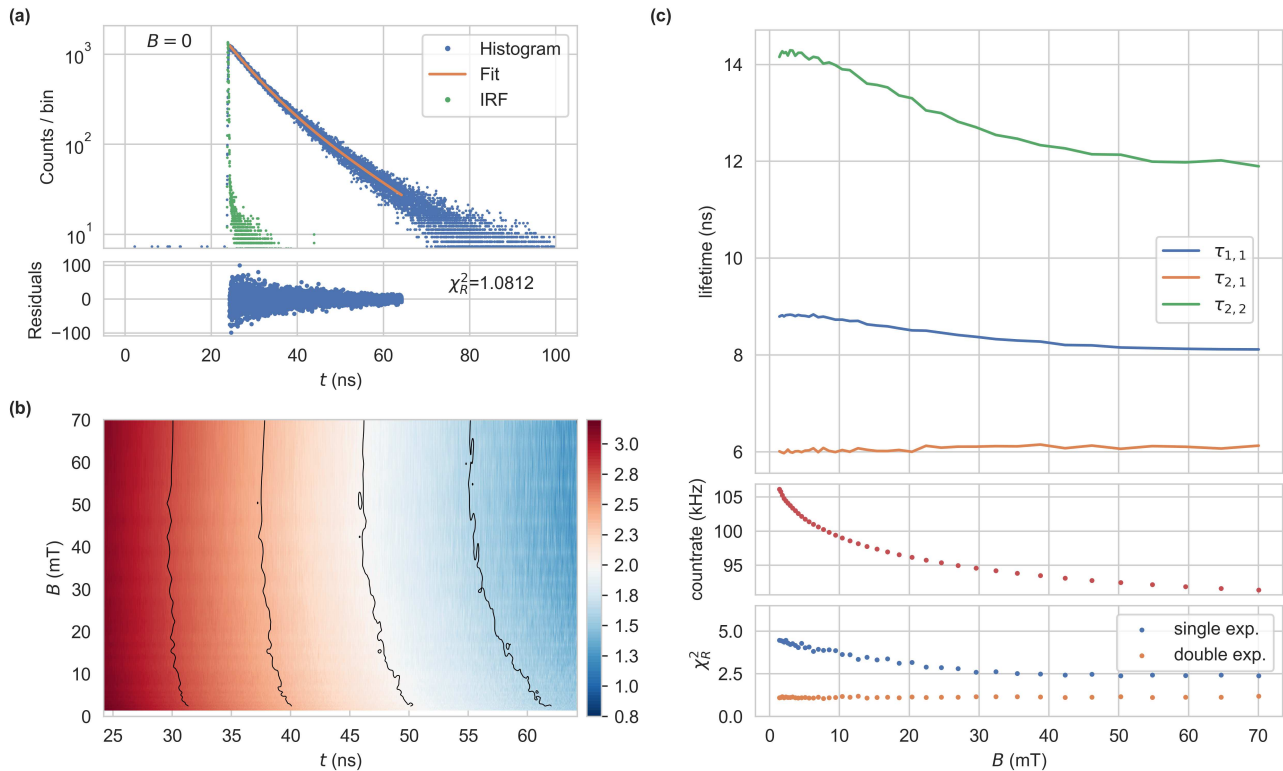 (a)
B = 0
10³
10²
10¹
Counts / bin
Histogram
Fit
IRF
100
0
−100
Residuals
χ²_R=1.0812
0 20 40 60 80 100
t (ns)
(b)
70
60
50
40
30
20
10
0
B (mT)
25 30 35 40 45 50 55 60
t (ns)
3.0
2.8
2.5
2.3
2.0
1.8
1.5
1.3
1.0
0.8
(c)
14
12
10
8
6
lifetime (ns)
τ₁,₁
τ₂,₁
τ₂,₂
105
100
95
countrate (kHz)
5.0
2.5
0.0
χ²_R
single exp.
double exp.
0 10 20 30 40 50 60 70
B (mT)